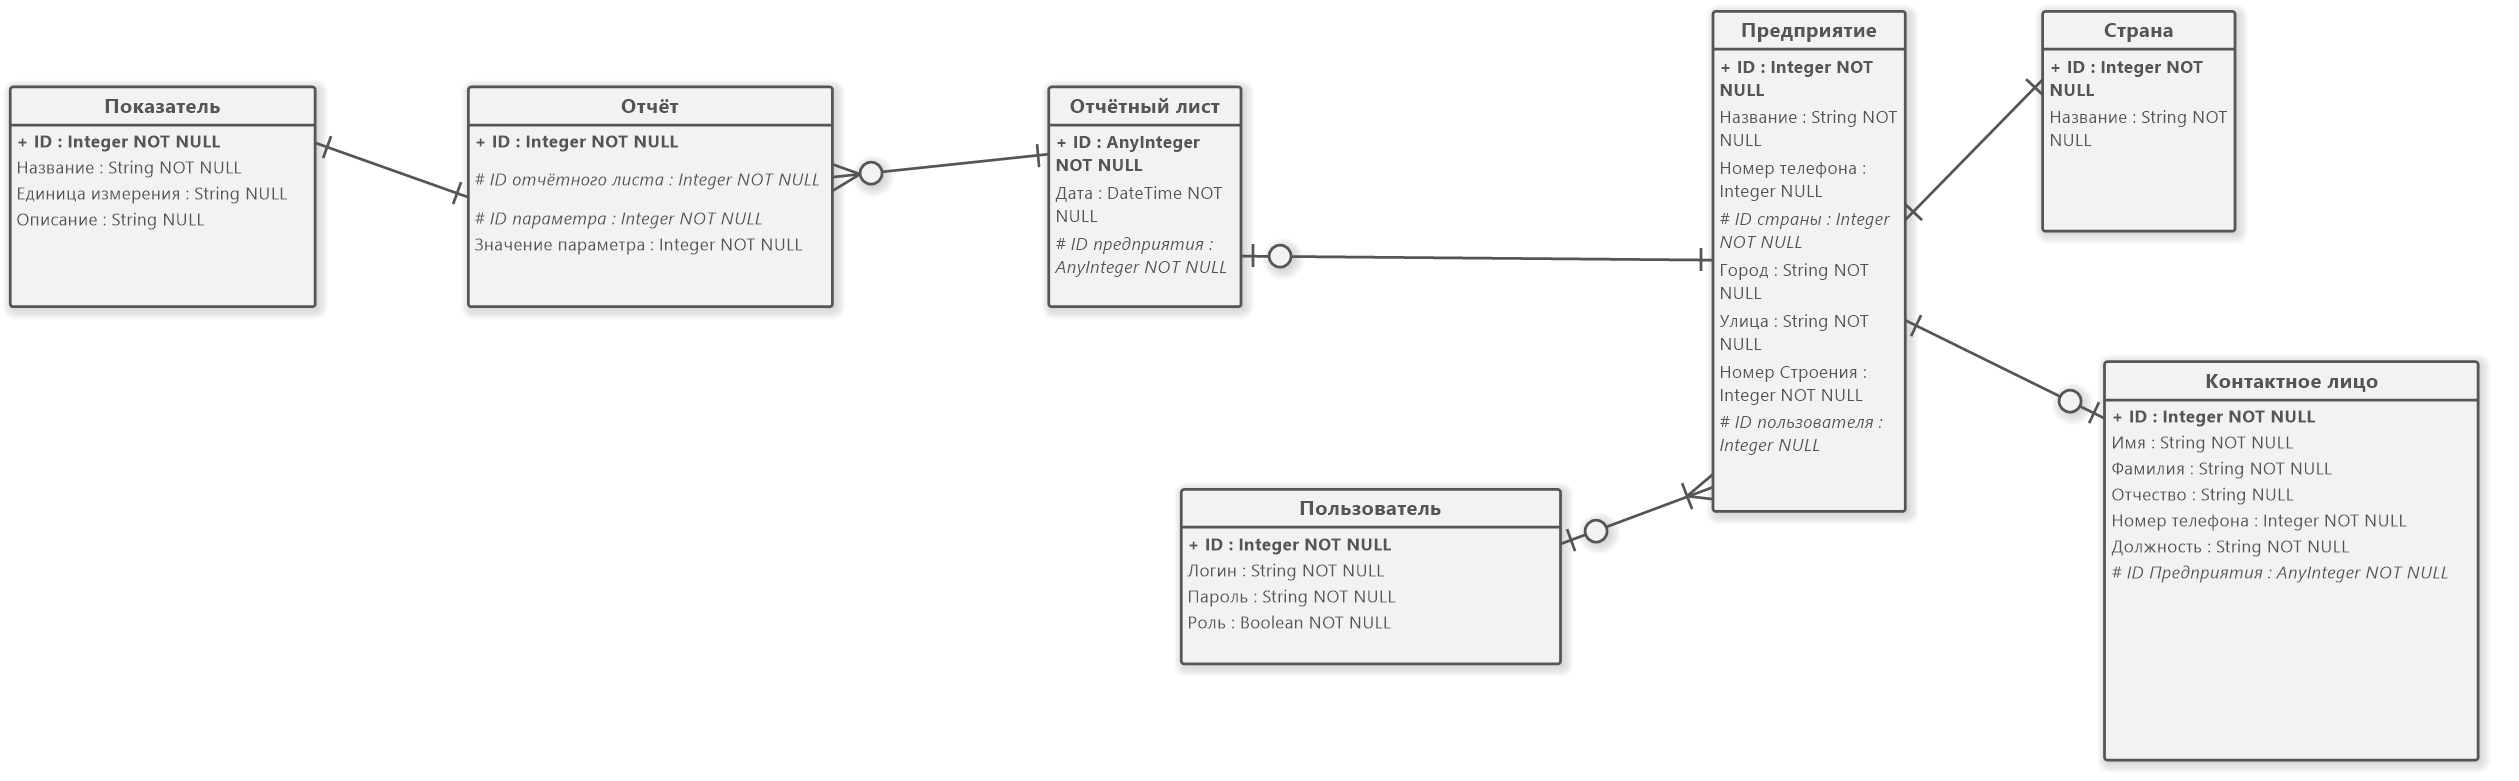 Показатель
+ ID : Integer NOT NULL
Название : String NOT NULL
Единица измерения : String NULL
Описание : String NULL
Отчёт
+ ID : Integer NOT NULL
# ID отчётного листа : Integer NOT NULL
# ID параметра : Integer NOT NULL
Значение параметра : Integer NOT NULL
Отчётный лист
+ ID : AnyInteger
NOT NULL
Дата : DateTime NOT
NULL
# ID предприятия :
AnyInteger NOT NULL
Предприятие
+ ID : Integer NOT
NULL
Название : String NOT
NULL
Номер телефона :
Integer NULL
# ID страны : Integer
NOT NULL
Город : String NOT
NULL
Улица : String NOT
NULL
Номер Строения :
Integer NOT NULL
# ID пользователя :
Integer NULL
Страна
+ ID : Integer NOT
NULL
Название : String NOT
NULL
Контактное лицо
+ ID : Integer NOT NULL
Имя : String NOT NULL
Фамилия : String NOT NULL
Отчество : String NULL
Номер телефона : Integer NOT NULL
Должность : String NOT NULL
# ID Предприятия : AnyInteger NOT NULL
Пользователь
+ ID : Integer NOT NULL
Логин : String NOT NULL
Пароль : String NOT NULL
Роль : Boolean NOT NULL